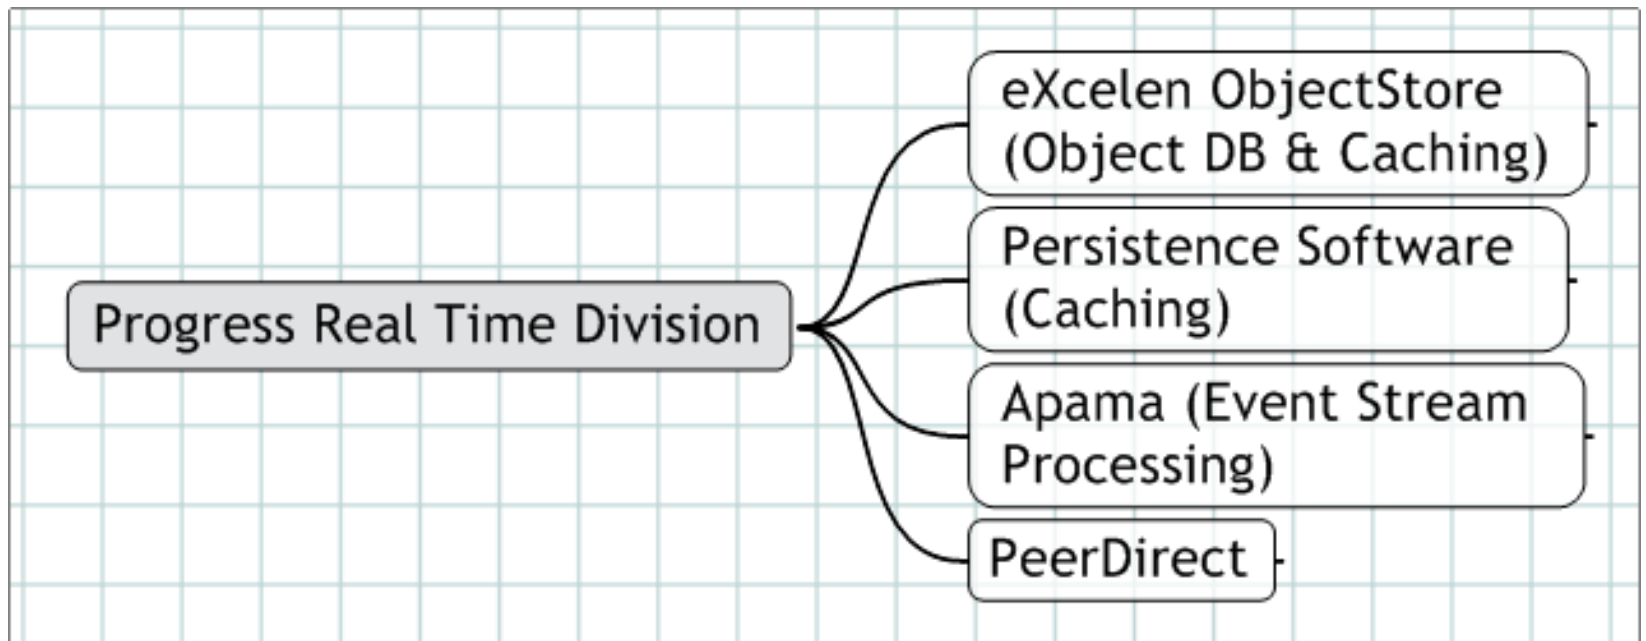 Progress Real Time Division
eXcelen ObjectStore
(Object DB & Caching)
Persistence Software
(Caching)
Apama (Event Stream
Processing)
PeerDirect